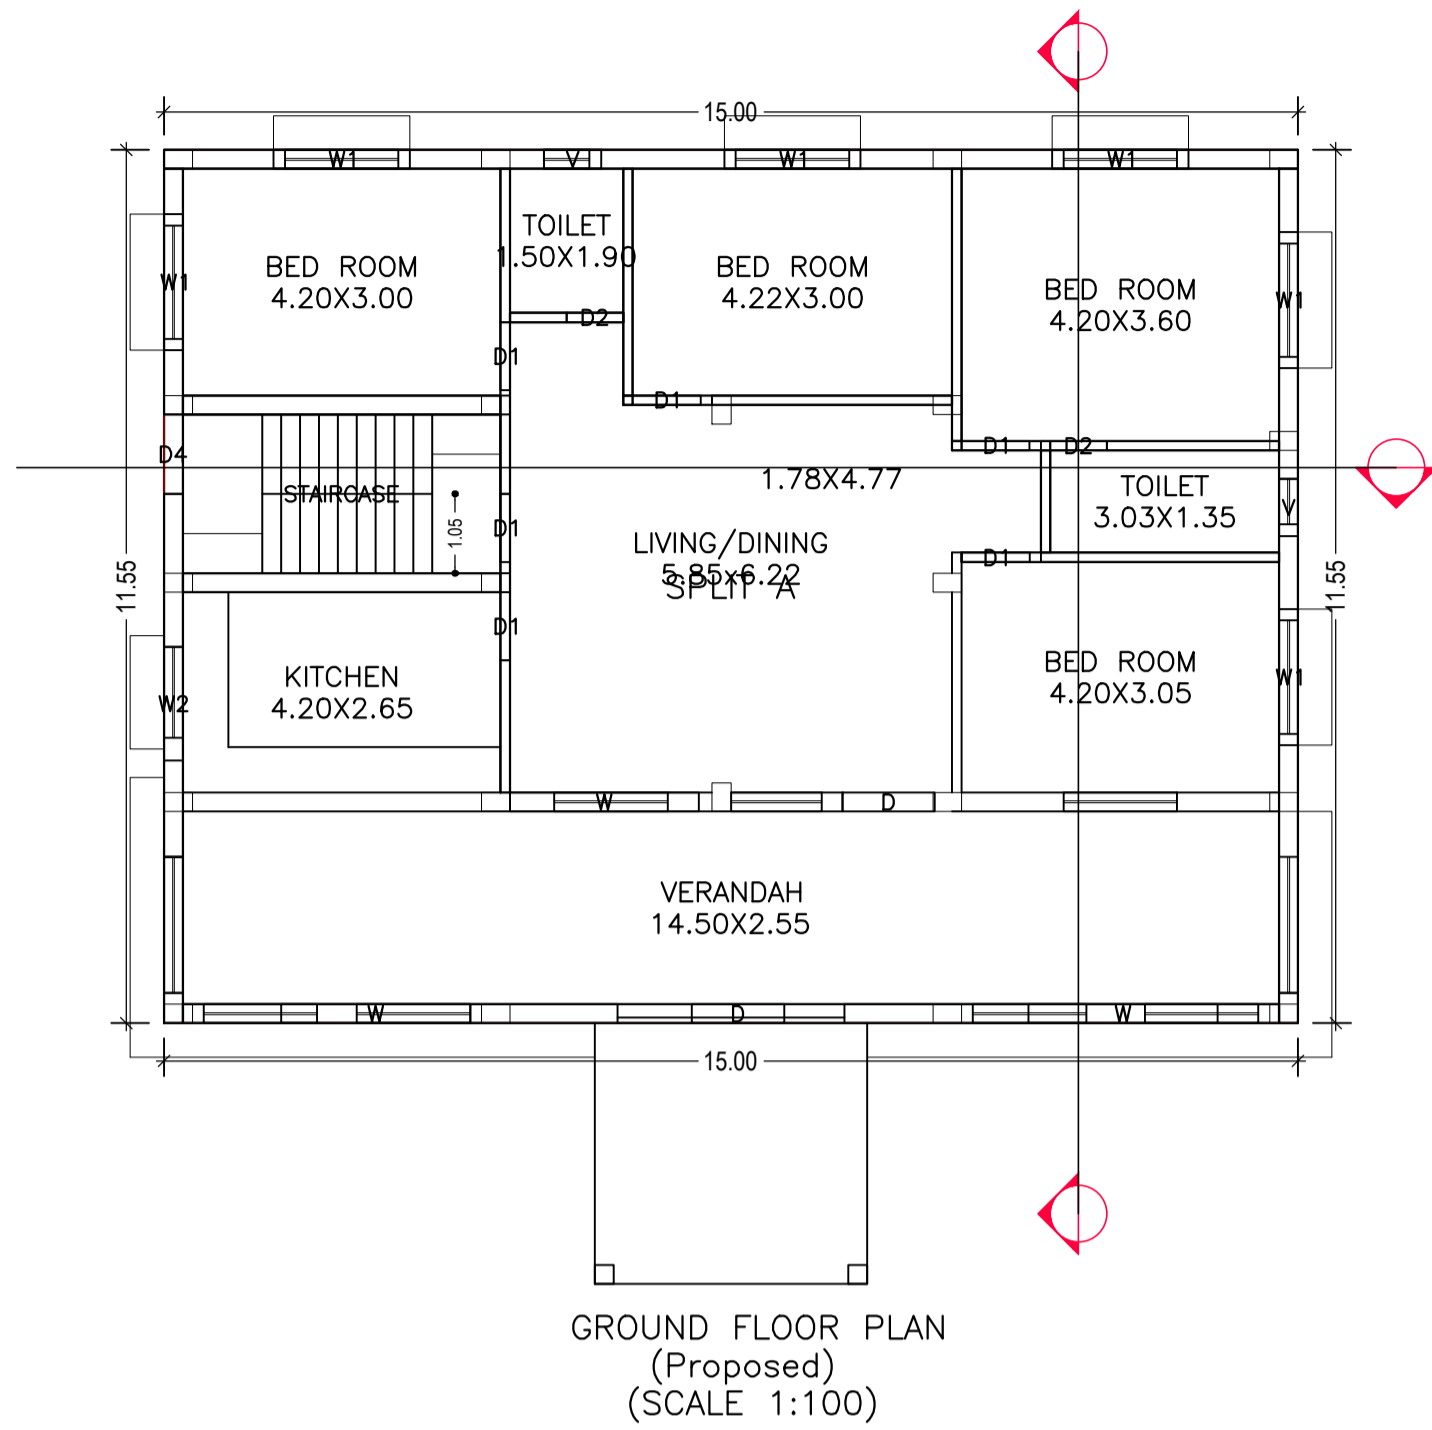 15.00
W1
V
W1
W1
TOILET
1.50X1.90
BED ROOM
4.20X3.00
BED ROOM
4.22X3.00
BED ROOM
4.20X3.60
W1
W1
D2
D1
D1
D1
D2
D4
1.78X4.77
TOILET
3.03X1.35
V
STAIRCASE
1.05
D1
LIVING/DINING
5.85x6.22
SPLIT A
D1
11.55
11.55
D1
KITCHEN
4.20X2.65
BED ROOM
4.20X3.05
W1
W2
W
D
VERANDAH
14.50X2.55
W
D
W
15.00
GROUND FLOOR PLAN
(Proposed)
(SCALE 1:100)